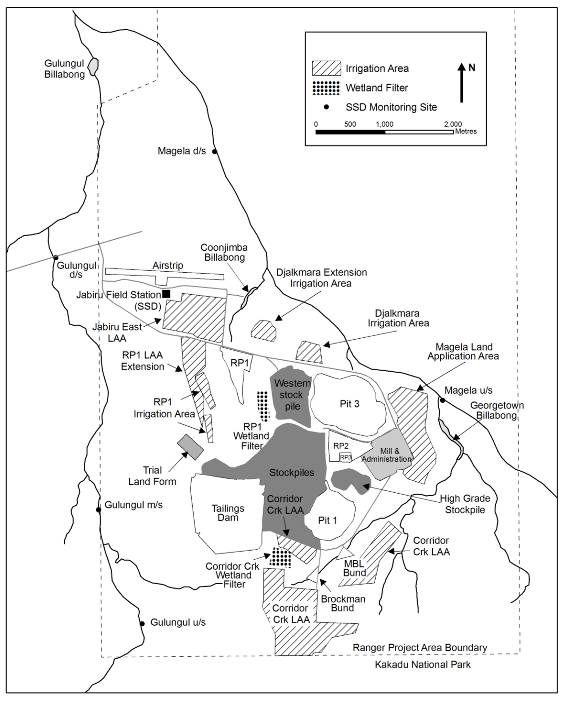 Gulungul
Billabong
Irrigation Area
Wetland Filter
SSD Monitoring Site
N
0 500 1,000 2,000
Metres
Magela d/s
Gulungul
d/s
Airstrip
Coonjimba
Billabong
Djalkmara Extension
Irrigation Area
Jabiru Field Station
(SSD)
Djalkmara
Irrigation Area
Jabiru East
LAA
Magela Land
Application Area
RP1 LAA
Extension
RP1
Western
stock
pile
Pit 3
Magela u/s
Georgetown
Billabong
RP1
Irrigation Area
RP1
Wetland
Filter
RP2
RP3
Mill &
Administration
Trial
Land Form
Stockpiles
High Grade
Stockpile
Gulungul m/s
Tailings
Dam
Corridor
Crk LAA
Pit 1
Corridor
Crk LAA
MBL
Bund
Corridor Crk
Wetland
Filter
Brockman
Bund
Corridor
Crk LAA
Gulungul u/s
Ranger Project Area Boundary
Kakadu National Park